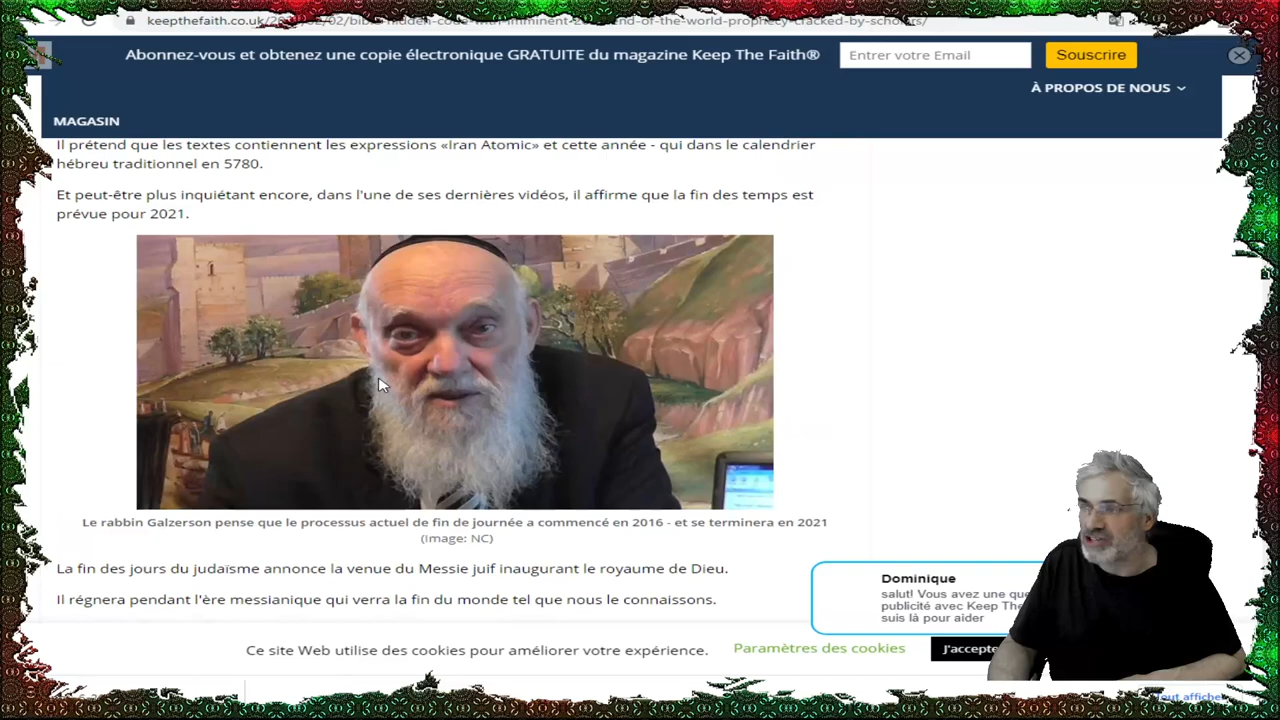 keepthefaith.co.uk/
Abonnez-vous et obtenez une copie électronique GRATUITE du magazine Keep The Faith®
Entrer votre Email
Souscrire
À PROPOS DE NOUS
MAGASIN
Il prétend que les textes contiennent les expressions «Iran Atomic» et cette année - qui dans le calendrier
hébreu traditionnel en 5780.
Et peut-être plus inquiétant encore, dans l'une de ses dernières vidéos, il affirme que la fin des temps est
prévue pour 2021.
Le rabbin Galzerson pense que le processus actuel de fin de journée a commencé en 2016 - et se terminera en 2021
(Image: NC)
La fin des jours du judaïsme annonce la venue du Messie juif inaugurant le royaume de Dieu.
Il régnera pendant l'ère messianique qui verra la fin du monde tel que nous le connaissons.
Dominique
salut! Vous avez une
publicité avec Keep
suis là pour aider
Ce site Web utilise des cookies pour améliorer votre expérience.
Paramètres des cookies
J'accepte